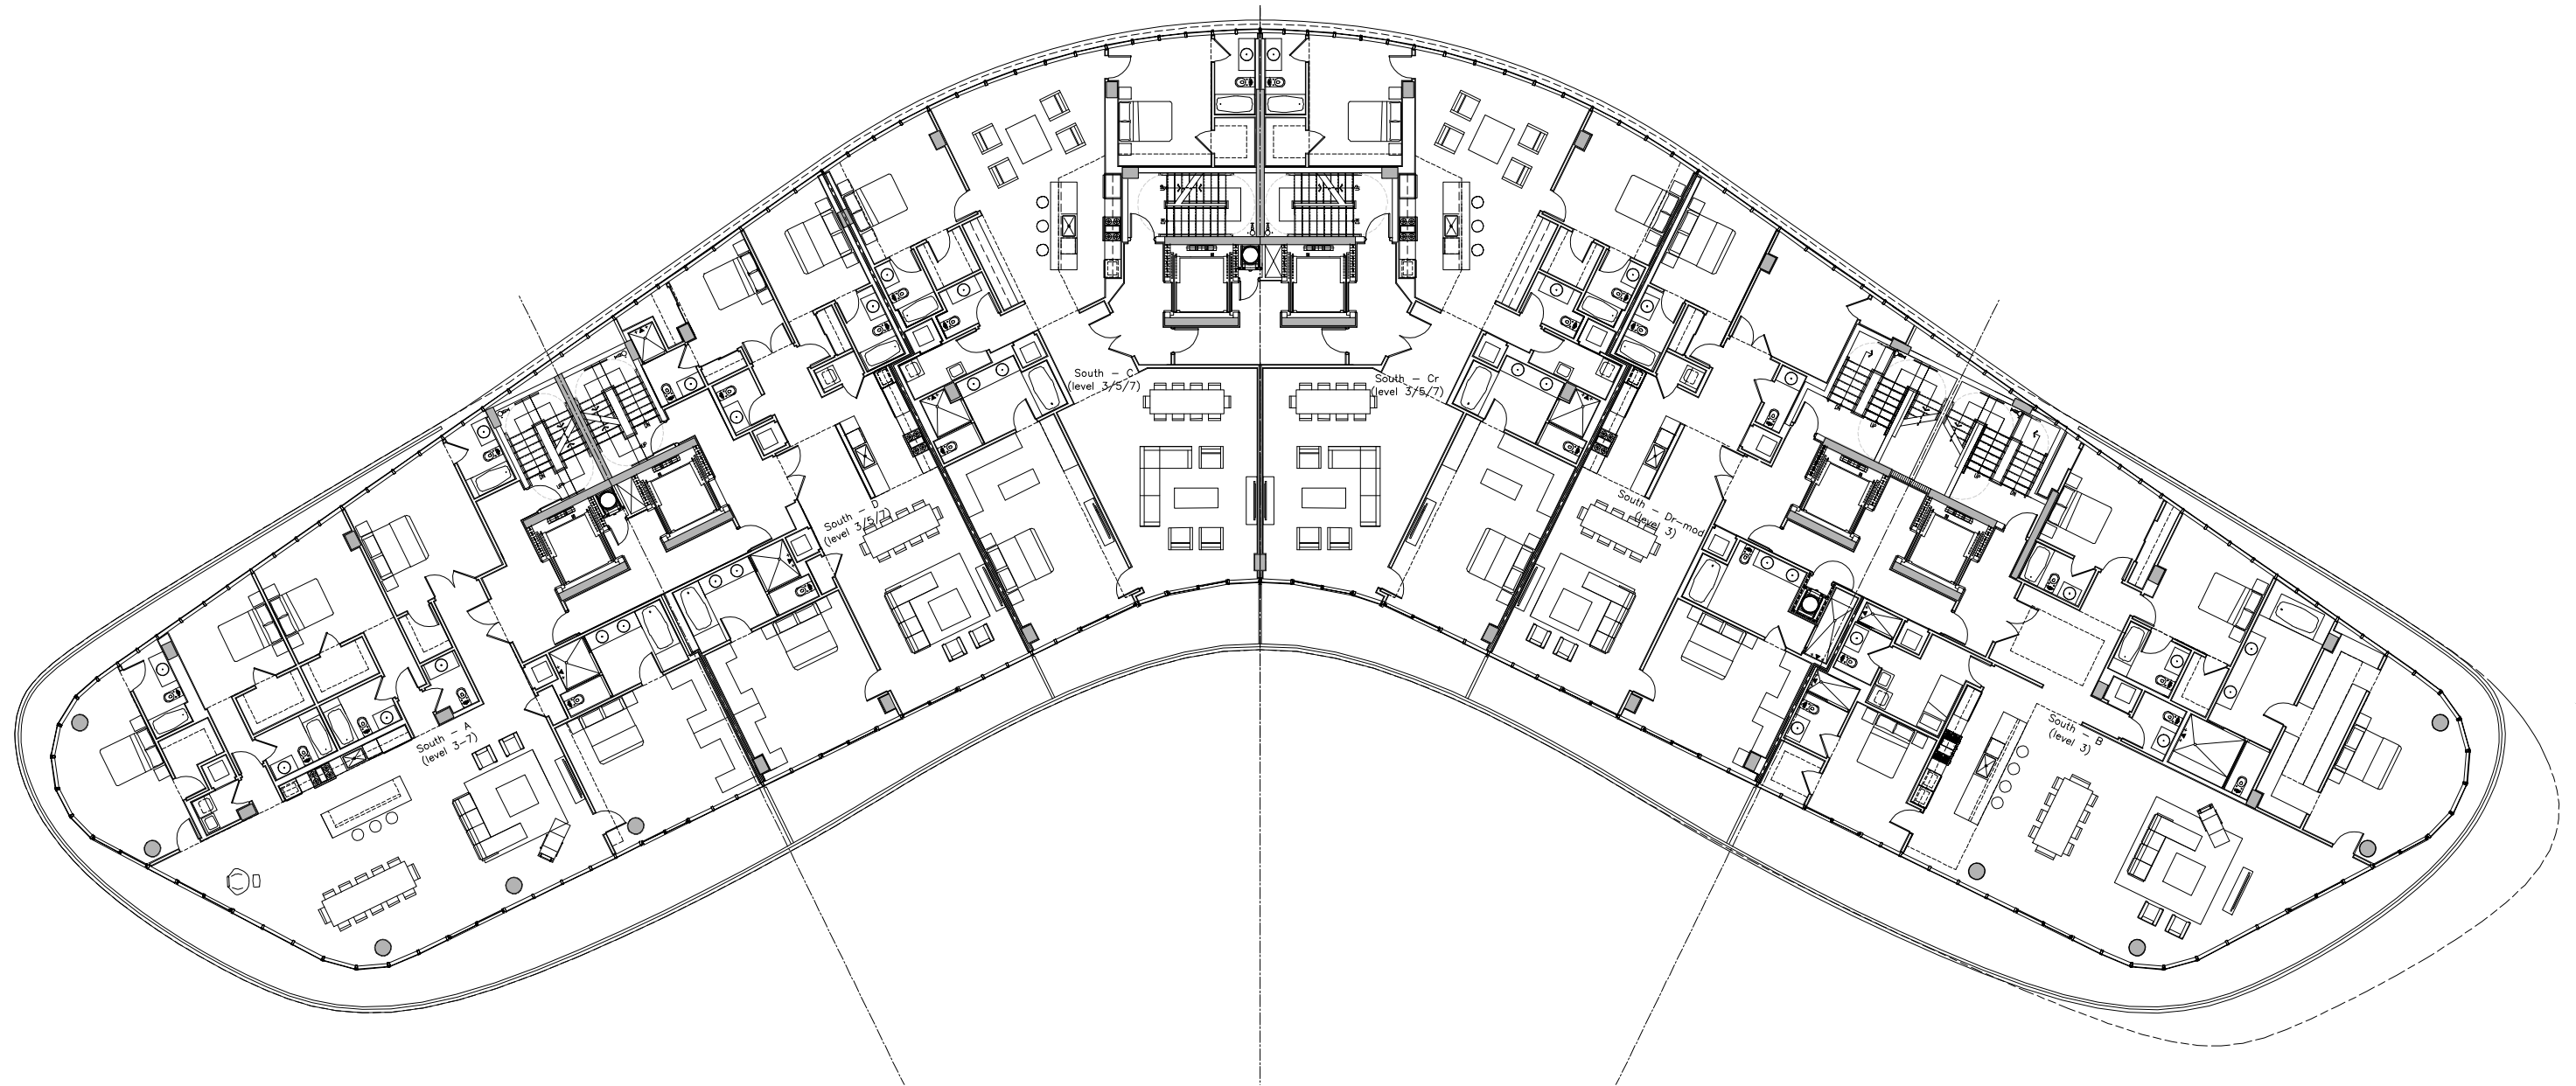 South - C
(level 3/5/7)
South - Cr
(level 3/5/7)
South - D
(level 3/5/7)
South - Dr-mod
(level 3)
South - A
(level 3-7)
South - B
(level 3)